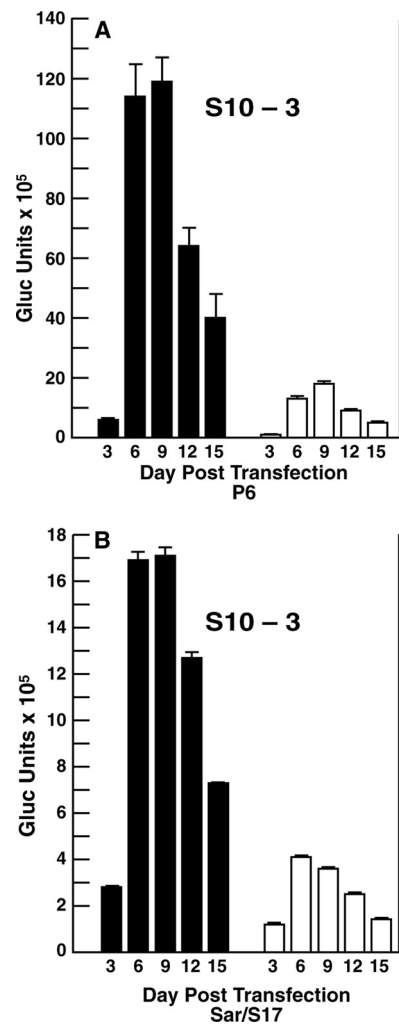 A
S10 – 3
Gluc Units x 10⁵
140
120
100
80
60
40
20
0
3 6 9 12 15 3 6 9 12 15
Day Post Transfection
P6
B
S10 – 3
Gluc Units x 10⁵
18
16
14
12
10
8
6
4
2
0
3 6 9 12 15 3 6 9 12 15
Day Post Transfection
Sar/S17